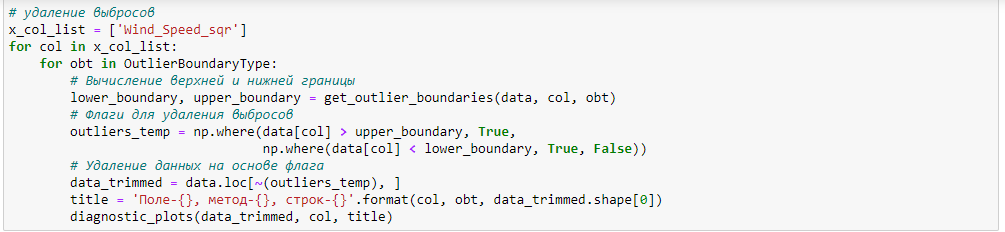 # удаление выбросов
x_col_list = ['Wind_Speed_sqr']
for col in x_col_list:
    for obt in OutlierBoundaryType:
        # Вычисление верхней и нижней границы
        lower_boundary, upper_boundary = get_outlier_boundaries(data, col, obt)
        # Флаги для удаления выбросов
        outliers_temp = np.where(data[col] > upper_boundary, True,
                                 np.where(data[col] < lower_boundary, True, False))
        # Удаление данных на основе флага
        data_trimmed = data.loc[~(outliers_temp), ]
        title = 'Поле-{}, метод-{}, строк-{}'.format(col, obt, data_trimmed.shape[0])
        diagnostic_plots(data_trimmed, col, title)